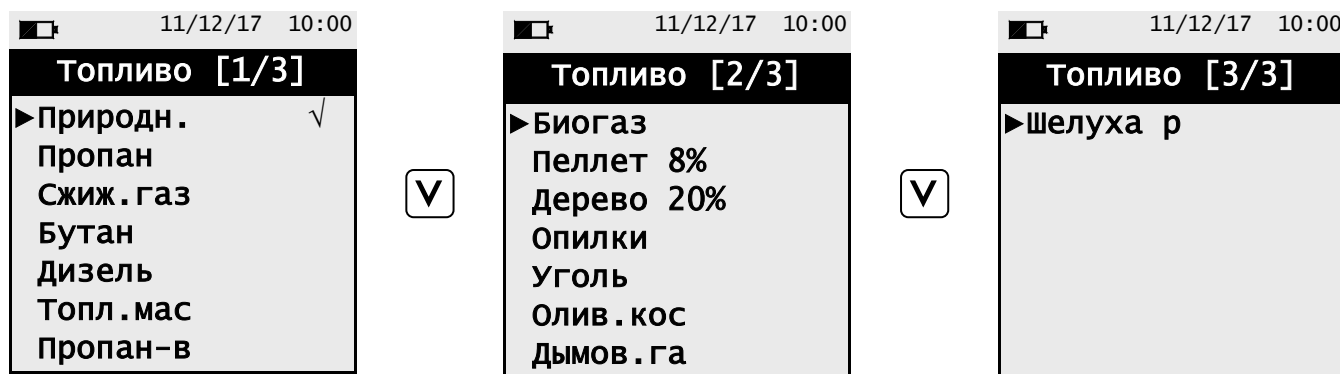 11/12/17 10:00
Топливо [1/3]
►Природн. √
Пропан
Сжиж.газ
Бутан
Дизель
Топл.мас
Пропан-в
V
11/12/17 10:00
Топливо [2/3]
►Биогаз
Пеллет 8%
Дерево 20%
Опилки
Уголь
Олив.кос
Дымов.га
V
11/12/17 10:00
Топливо [3/3]
►Шелуха р